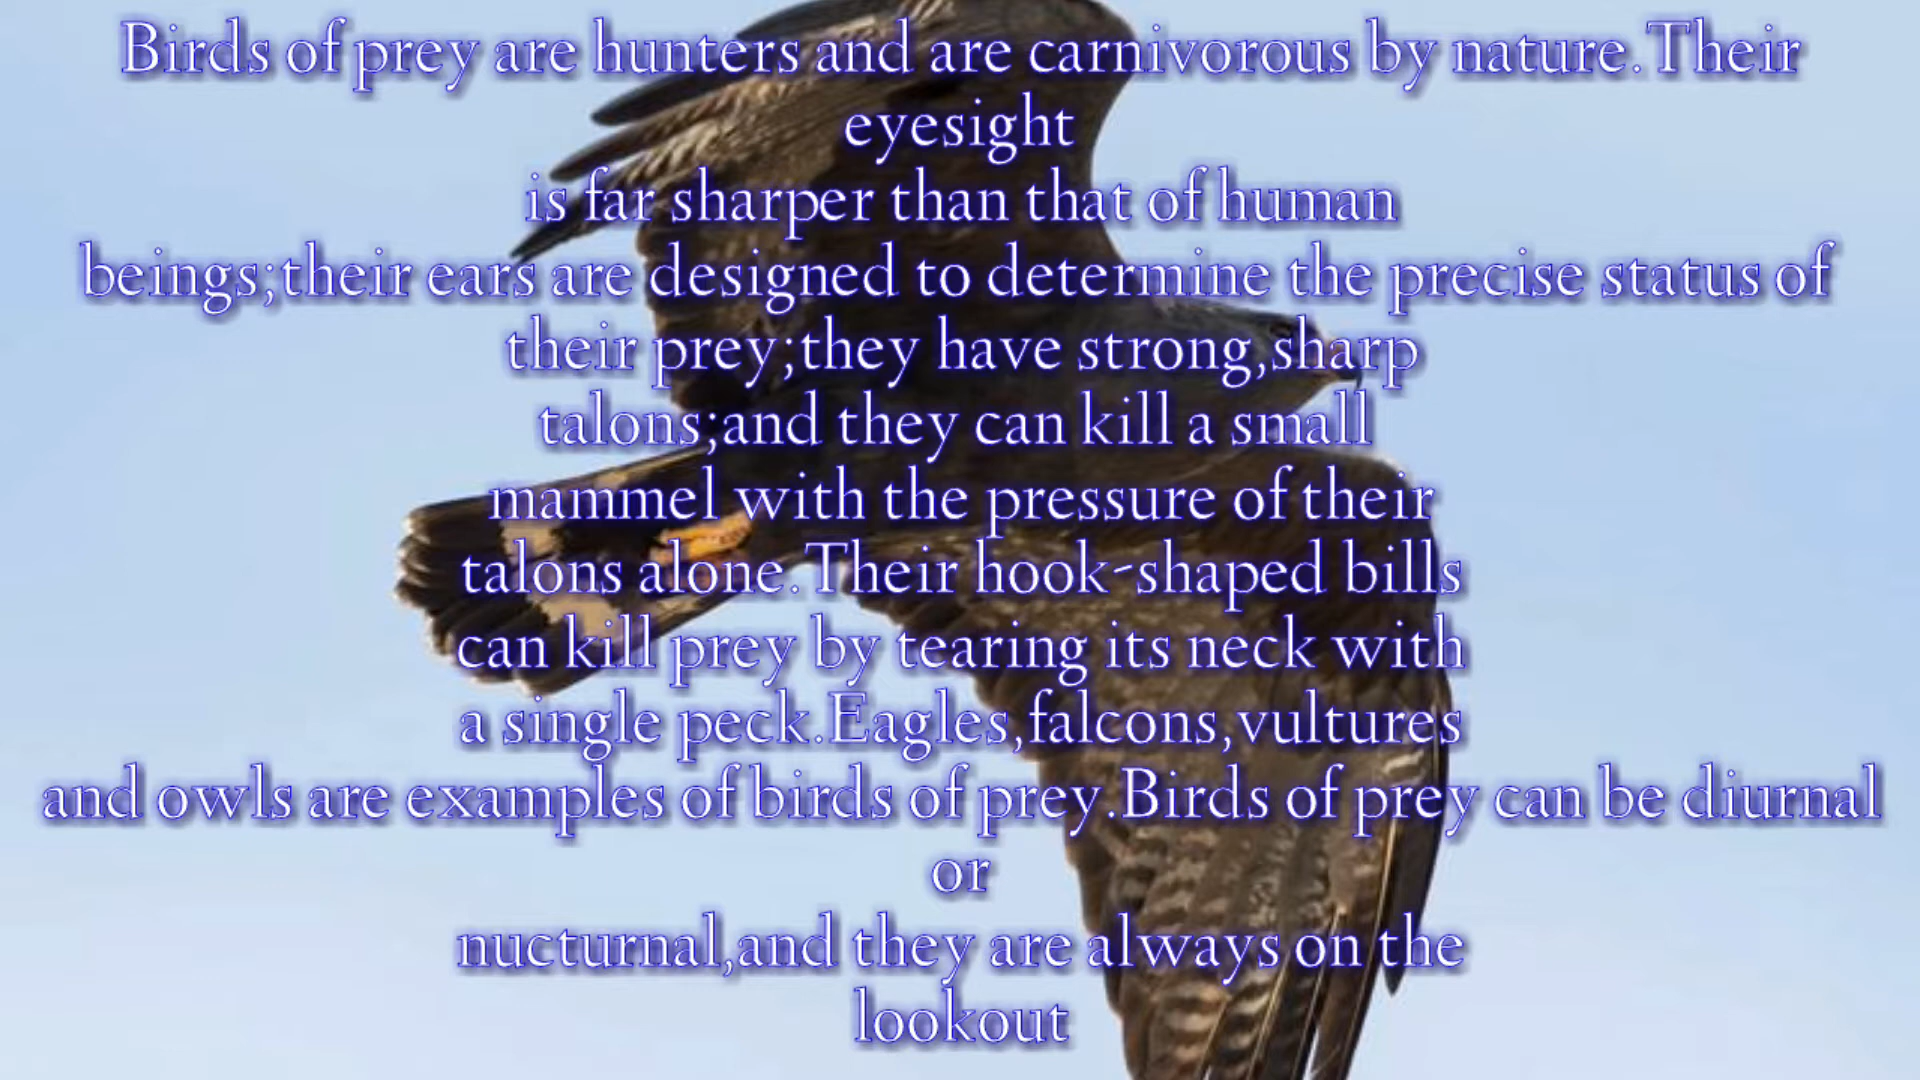 Birds of prey are hunters and are carnivorous by nature.Their
eyesight
is far sharper than that of human
beings;their ears are designed to determine the precise status of
their prey;they have strong,sharp
talons;and they can kill a small
mammel with the pressure of their
talons alone.Their hook-shaped bills
can kill prey by tearing its neck with
a single peck.Eagles,falcons,vultures
and owls are examples of birds of prey.Birds of prey can be diurnal
or
nucturnal,and they are always on the
lookout